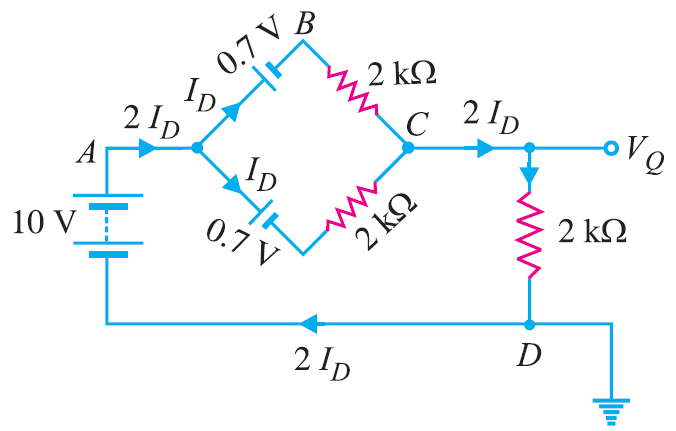 B
0.7 V
2 kΩ
I_D
2 I_D
C
2 I_D
A
V_Q
I_D
10 V
0.7 V
2 kΩ
2 kΩ
2 I_D
D